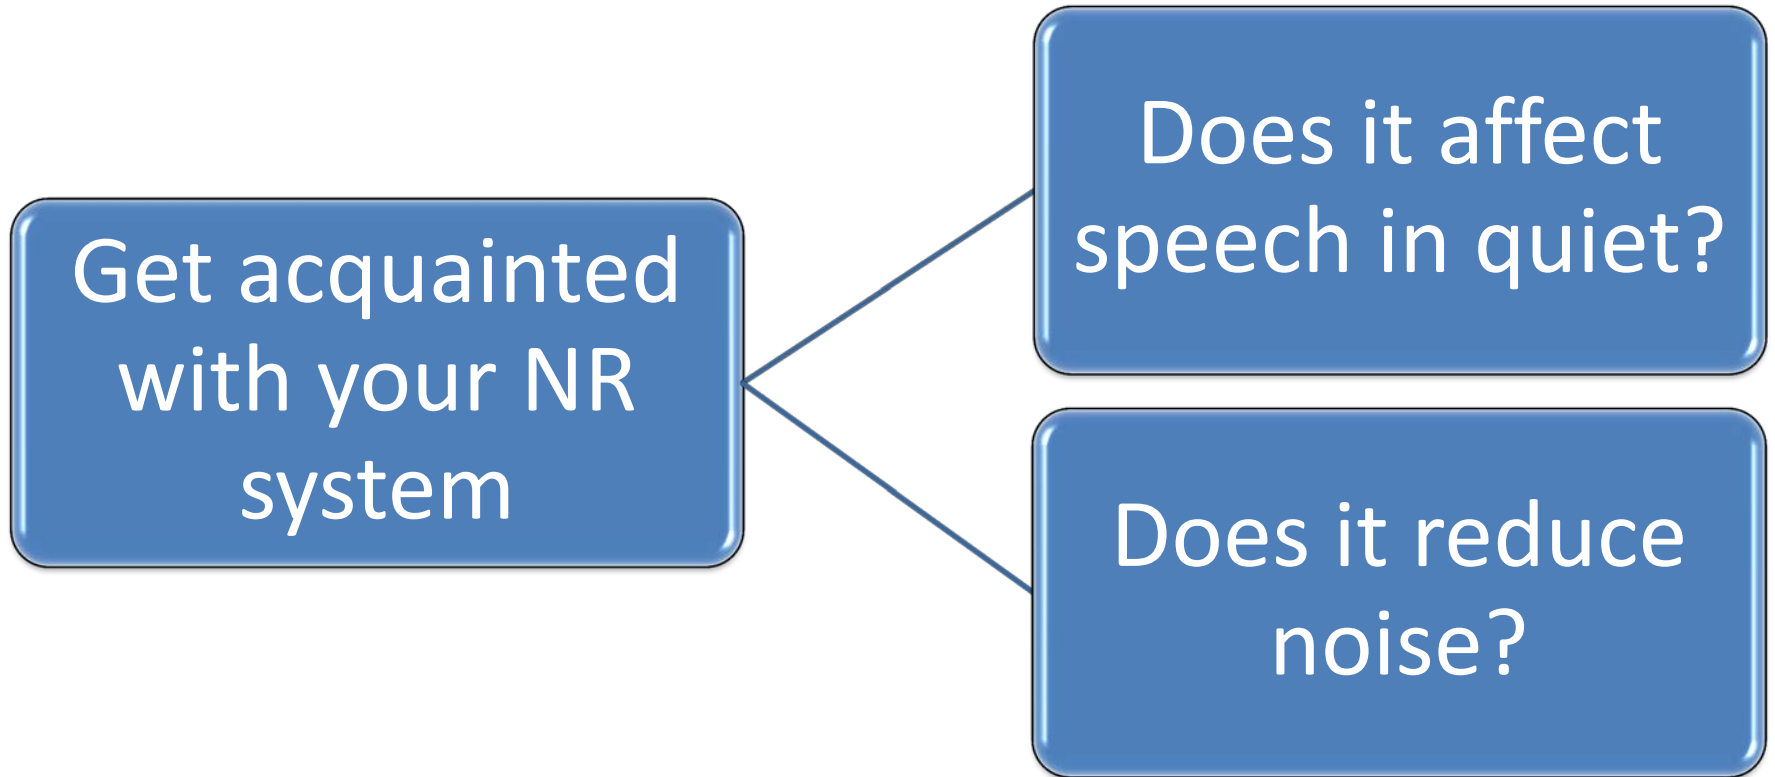 Get acquainted
with your NR
system
Does it affect
speech in quiet?
Does it reduce
noise?